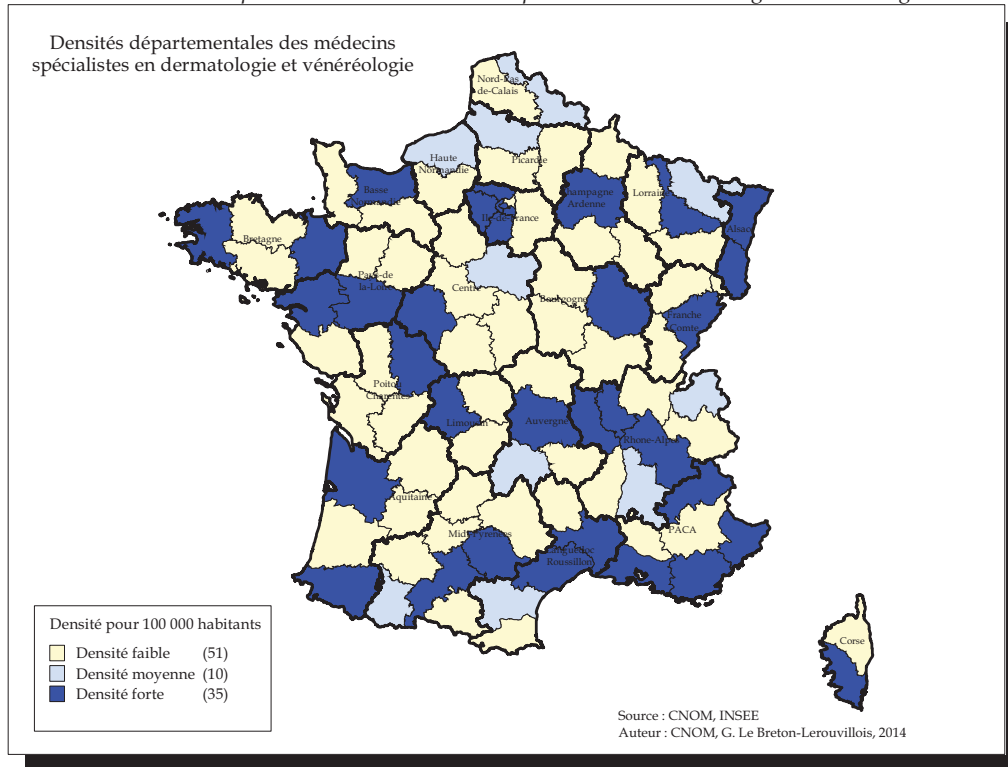 Densités départementales des médecins
spécialistes en dermatologie et vénéréologie
Nord-Pas
de-Calais
Haute
Normandie
Picardie
Basse
Normandie
Ile-de-France
Champagne
Ardenne
Lorraine
Alsace
Bretagne
Pays-de
la-Loire
Centre
Bourgogne
Franche
Comte
Poitou
Charentes
Limousin
Auvergne
Rhone-Alpes
Aquitaine
Midi-Pyrénées
Languedoc
Roussillon
PACA
Corse
Densité pour 100 000 habitants
Densité faible (51)
Densité moyenne (10)
Densité forte (35)
Source : CNOM, INSEE
Auteur : CNOM, G. Le Breton-Lerouvillois, 2014